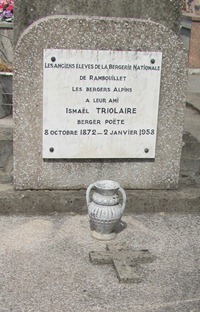 LES ANCIENS ÉLÈVES DE LA BERGERIE NATIONALE
DE RAMBOUILLET
LES BERGERS ALPINS
A LEUR AMI
ISMAËL TRIOLAIRE
BERGER POÈTE
8 OCTOBRE 1872 — 2 JANVIER 1958